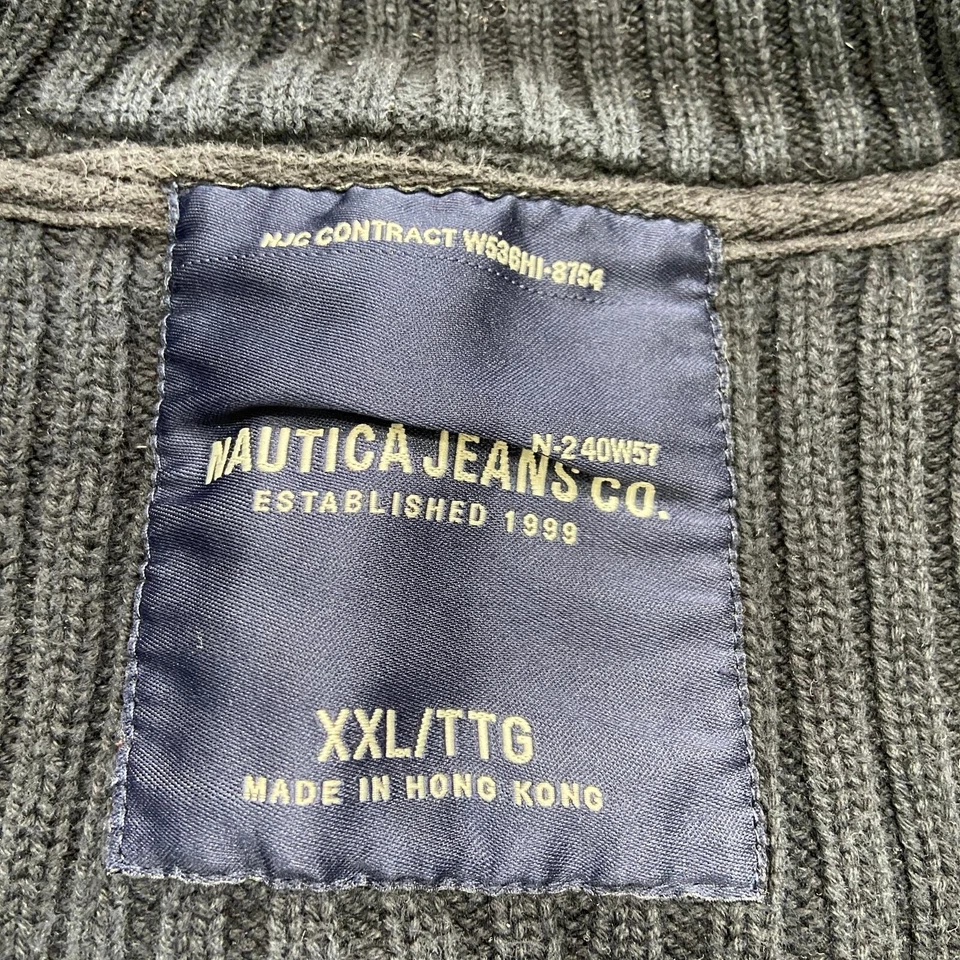 NJC CONTRACT W536HI-8754
N-240W57
NAUTICA JEANS CO.
ESTABLISHED 1999
XXL/TTG
MADE IN HONG KONG